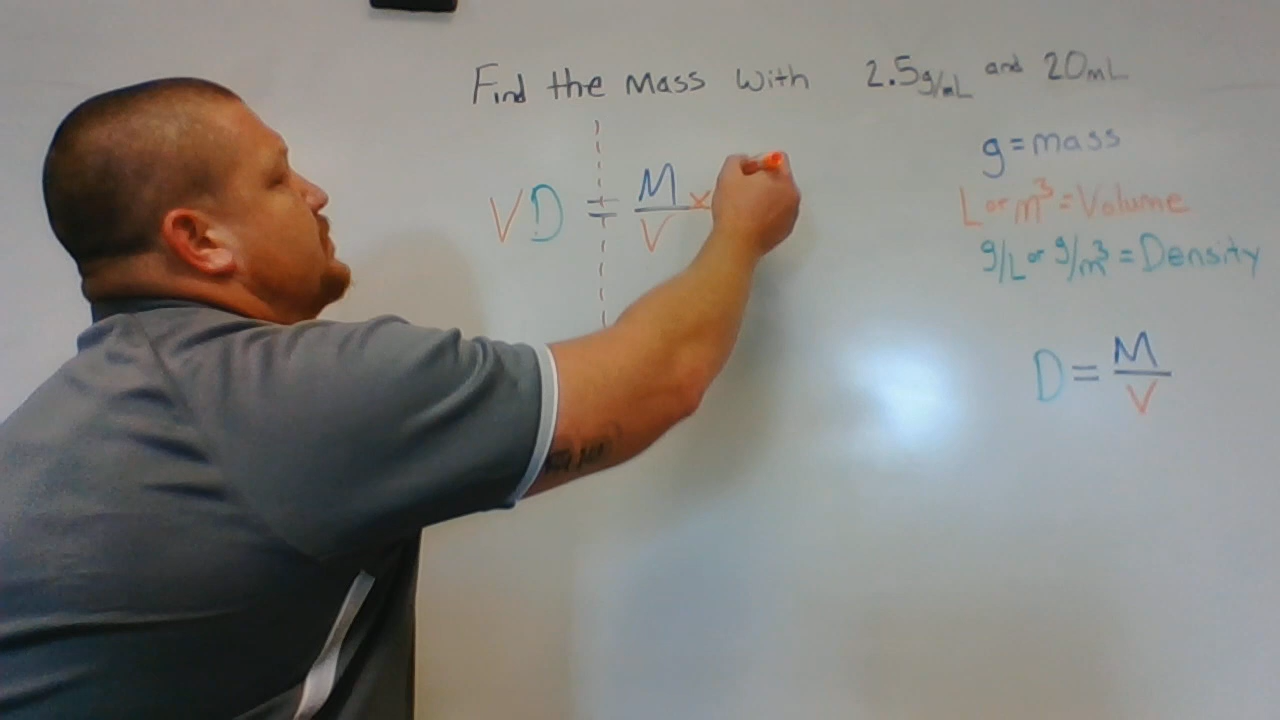 Find the Mass with 2.5g/mL and 20mL
VD = M/V x
g = mass
L or m³ = Volume
g/L or g/m³ = Density
D = M/V